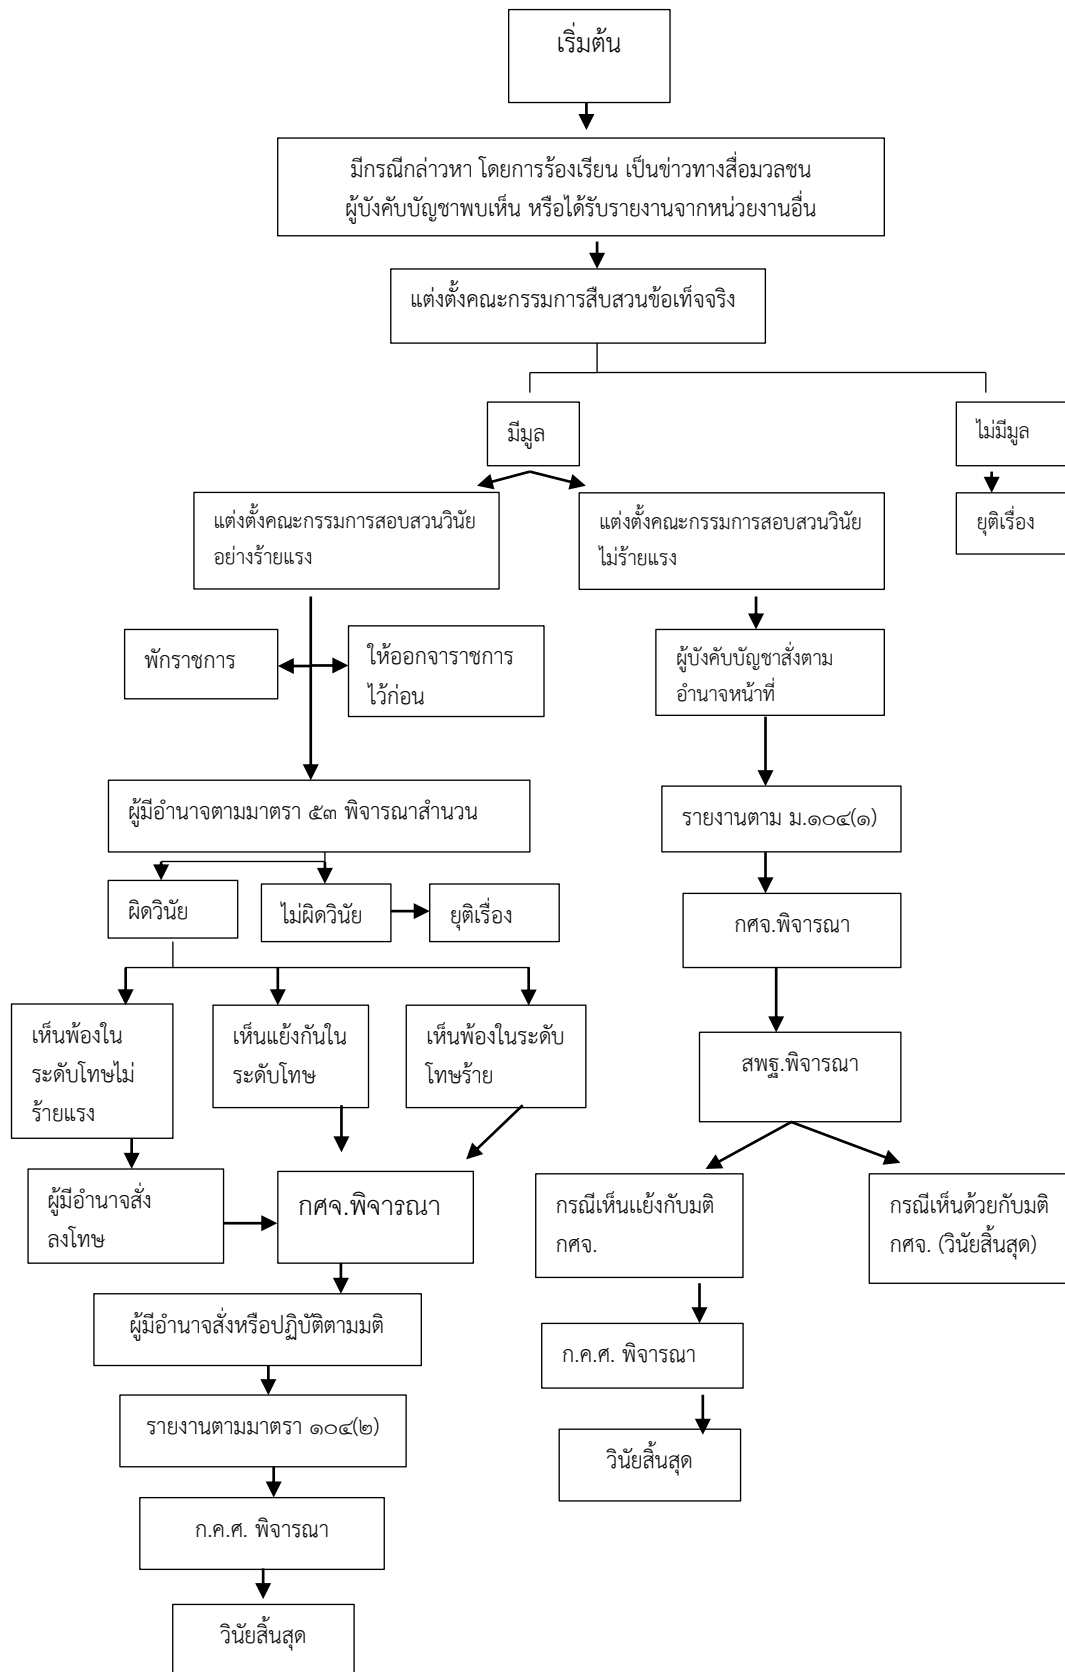 เริ่มต้น
มีกรณีกล่าวหา โดยการร้องเรียน เป็นข่าวทางสื่อมวลชน
ผู้บังคับบัญชาพบเห็น หรือได้รับรายงานจากหน่วยงานอื่น
แต่งตั้งคณะกรรมการสืบสวนข้อเท็จจริง
มีมูล
ไม่มีมูล
แต่งตั้งคณะกรรมการสอบสวนวินัย
อย่างร้ายแรง
แต่งตั้งคณะกรรมการสอบสวนวินัย
ไม่ร้ายแรง
ยุติเรื่อง
พักราชการ
ให้ออกจาราชการ
ไว้ก่อน
ผู้บังคับบัญชาสั่งตาม
อำนาจหน้าที่
ผู้มีอำนาจตามมาตรา ๕๓ พิจารณาสำนวน
รายงานตาม ม.๑๐๔(๑)
ผิดวินัย
ไม่ผิดวินัย
ยุติเรื่อง
กศจ.พิจารณา
เห็นพ้องใน
ระดับโทษไม่
ร้ายแรง
เห็นแย้งกันใน
ระดับโทษ
เห็นพ้องในระดับ
โทษร้าย
สพฐ.พิจารณา
ผู้มีอำนาจสั่ง
ลงโทษ
กศจ.พิจารณา
กรณีเห็นแย้งกับมติ
กศจ.
กรณีเห็นด้วยกับมติ
กศจ. (วินัยสิ้นสุด)
ผู้มีอำนาจสั่งหรือปฏิบัติตามมติ
ก.ค.ศ. พิจารณา
รายงานตามมาตรา ๑๐๔(๒)
วินัยสิ้นสุด
ก.ค.ศ. พิจารณา
วินัยสิ้นสุด